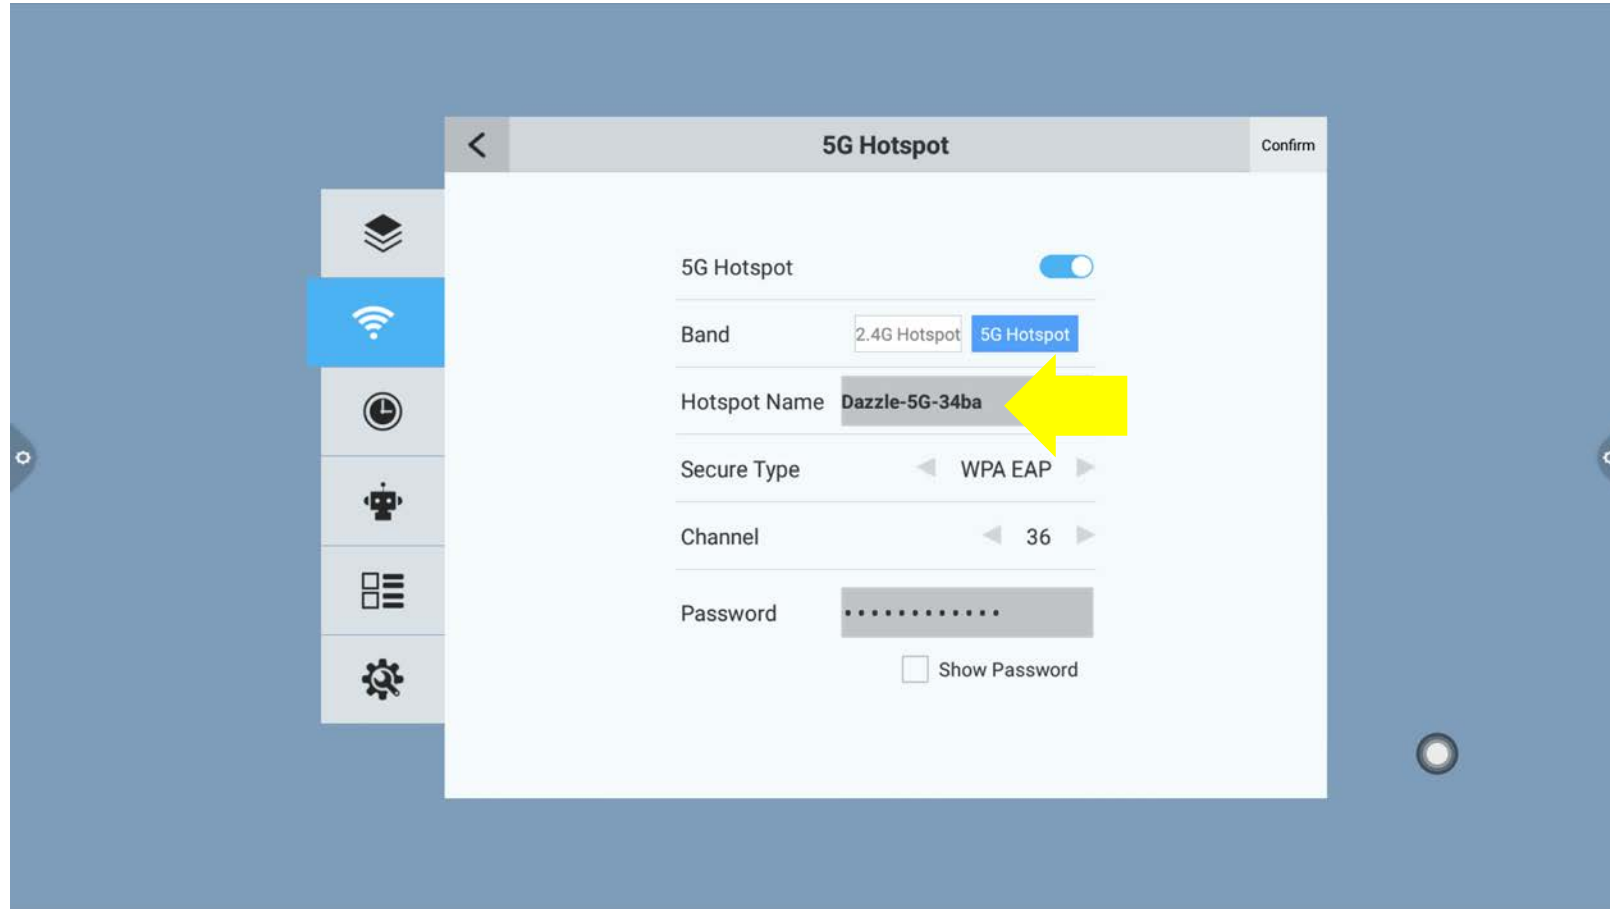 5G Hotspot
Confirm
5G Hotspot
Band 2.4G Hotspot 5G Hotspot
Hotspot Name Dazzle-5G-34ba
Secure Type WPA EAP
Channel 36
Password ••••••••••••
Show Password